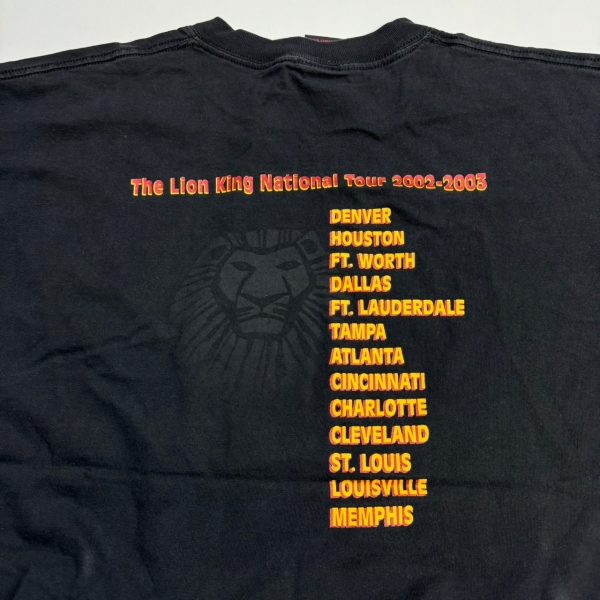 The Lion King National Tour 2002-2003
DENVER
HOUSTON
FT. WORTH
DALLAS
FT. LAUDERDALE
TAMPA
ATLANTA
CINCINNATI
CHARLOTTE
CLEVELAND
ST. LOUIS
LOUISVILLE
MEMPHIS